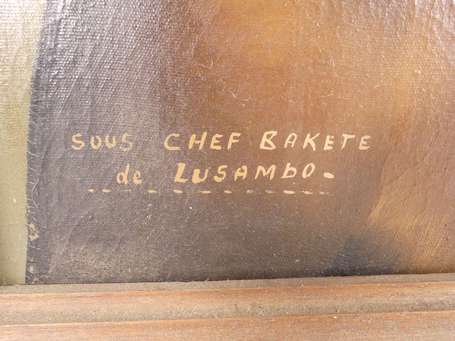 SOUS CHEF BAKETE
de LUSAMBO-